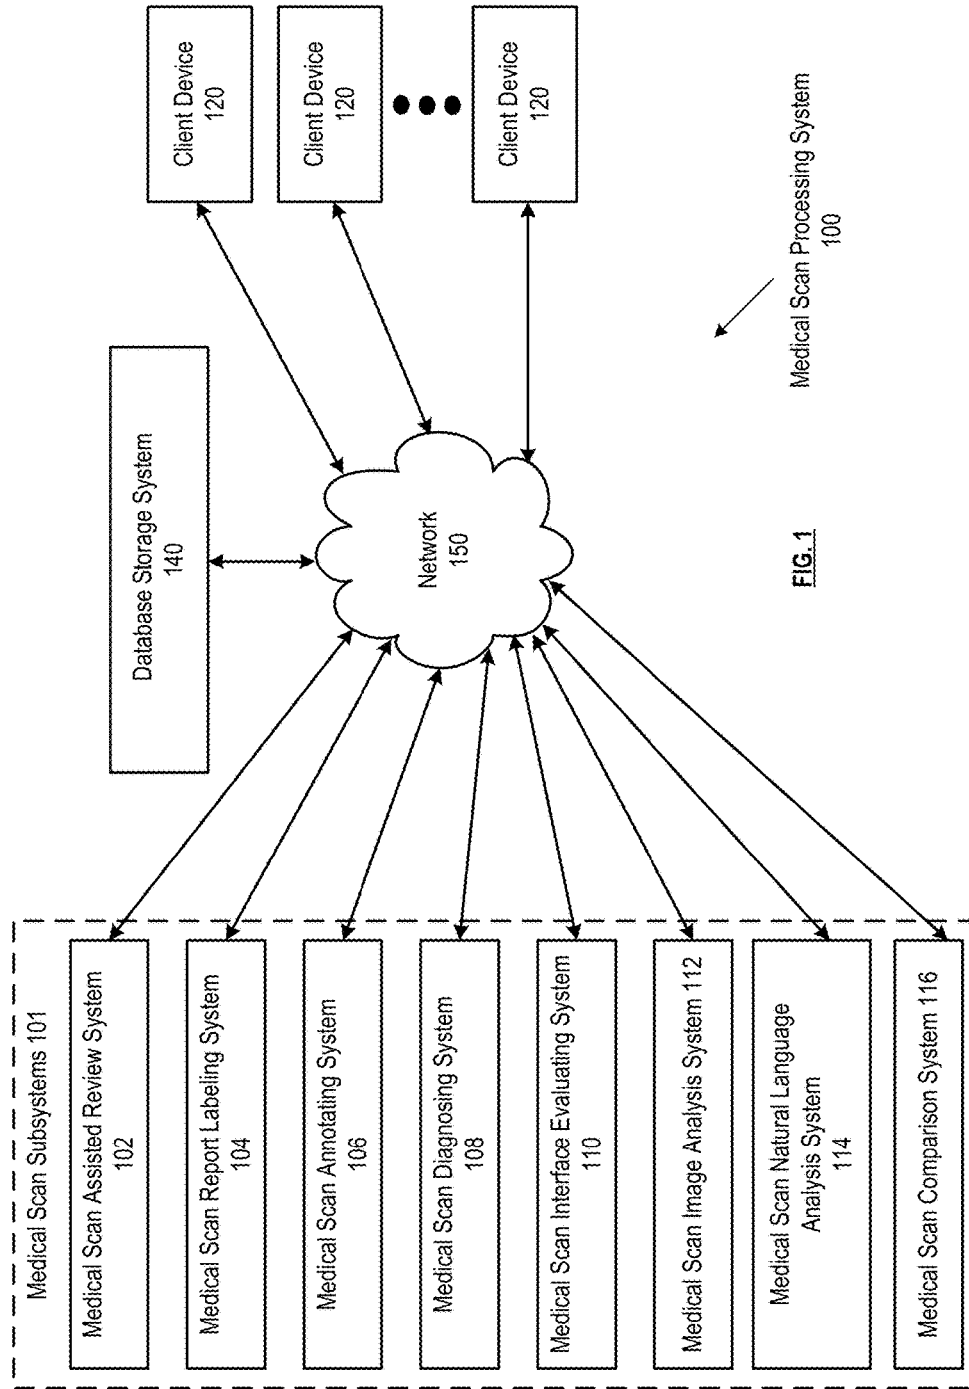 Medical Scan Subsystems 101
Medical Scan Assisted Review System
102
Medical Scan Report Labeling System
104
Medical Scan Annotating System
106
Medical Scan Diagnosing System
108
Medical Scan Interface Evaluating System
110
Medical Scan Image Analysis System 112
Medical Scan Natural Language
Analysis System
114
Medical Scan Comparison System 116
Database Storage System
140
Network
150
Client Device
120
Client Device
120
Client Device
120
Medical Scan Processing System
100
FIG. 1